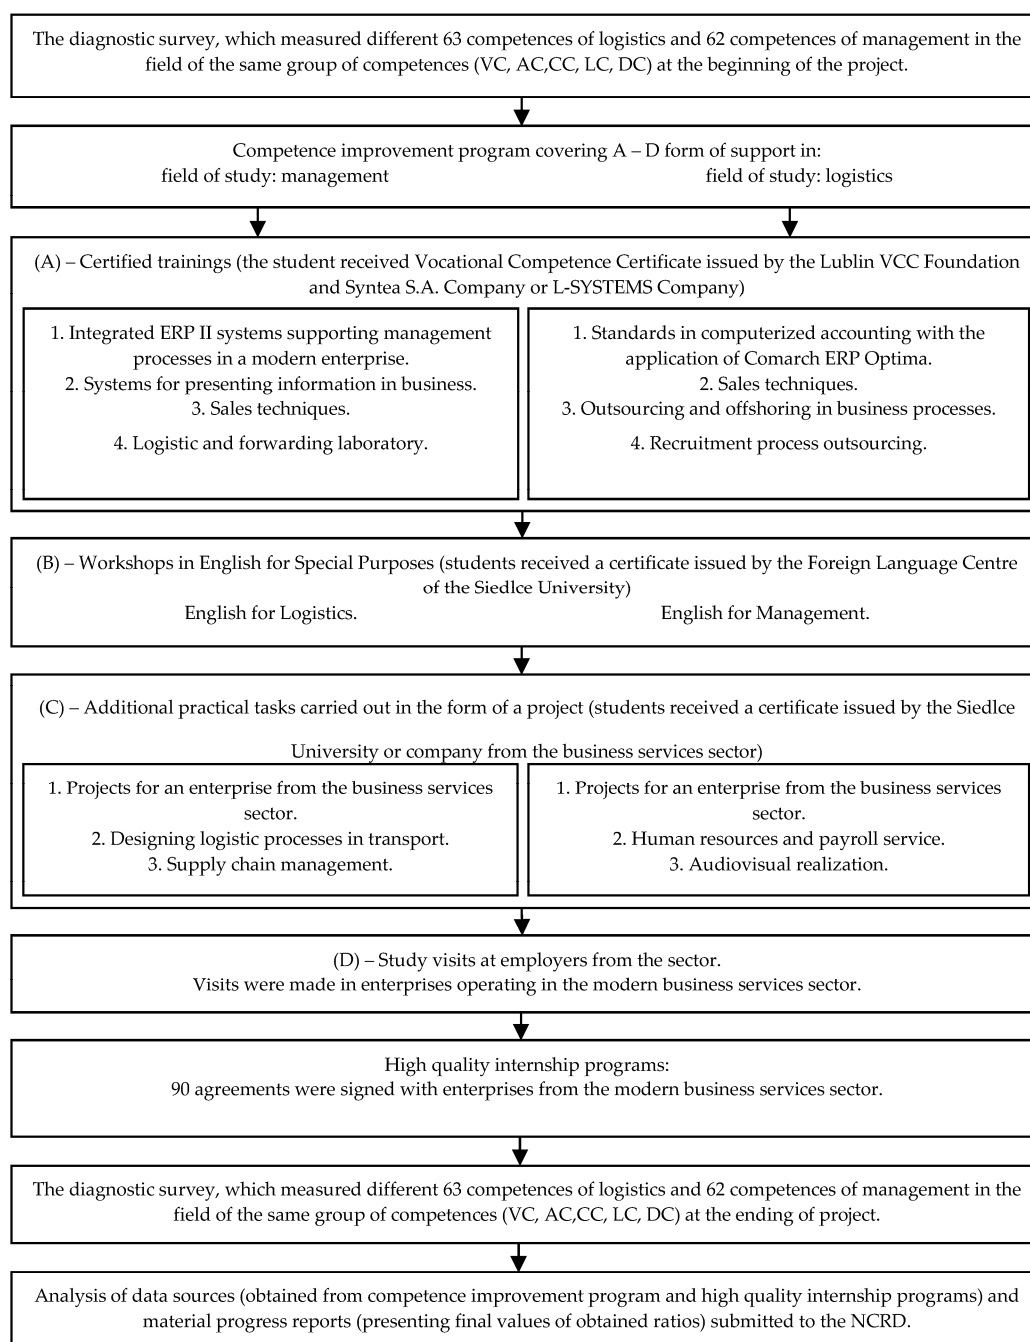 The diagnostic survey, which measured different 63 competences of logistics and 62 competences of management in the
field of the same group of competences (VC, AC,CC, LC, DC) at the beginning of the project.
Competence improvement program covering A – D form of support in:
field of study: management
field of study: logistics
(A) – Certified trainings (the student received Vocational Competence Certificate issued by the Lublin VCC Foundation
and Syntea S.A. Company or L-SYSTEMS Company)
1. Integrated ERP II systems supporting management
processes in a modern enterprise.
2. Systems for presenting information in business.
3. Sales techniques.
4. Logistic and forwarding laboratory.
1. Standards in computerized accounting with the
application of Comarch ERP Optima.
2. Sales techniques.
3. Outsourcing and offshoring in business processes.
4. Recruitment process outsourcing.
(B) – Workshops in English for Special Purposes (students received a certificate issued by the Foreign Language Centre
of the Siedlce University)
English for Logistics.
English for Management.
(C) – Additional practical tasks carried out in the form of a project (students received a certificate issued by the Siedlce
University or company from the business services sector)
1. Projects for an enterprise from the business services
sector.
2. Designing logistic processes in transport.
3. Supply chain management.
1. Projects for an enterprise from the business services
sector.
2. Human resources and payroll service.
3. Audiovisual realization.
(D) – Study visits at employers from the sector.
Visits were made in enterprises operating in the modern business services sector.
High quality internship programs:
90 agreements were signed with enterprises from the modern business services sector.
The diagnostic survey, which measured different 63 competences of logistics and 62 competences of management in the
field of the same group of competences (VC, AC,CC, LC, DC) at the ending of project.
Analysis of data sources (obtained from competence improvement program and high quality internship programs) and
material progress reports (presenting final values of obtained ratios) submitted to the NCRD.